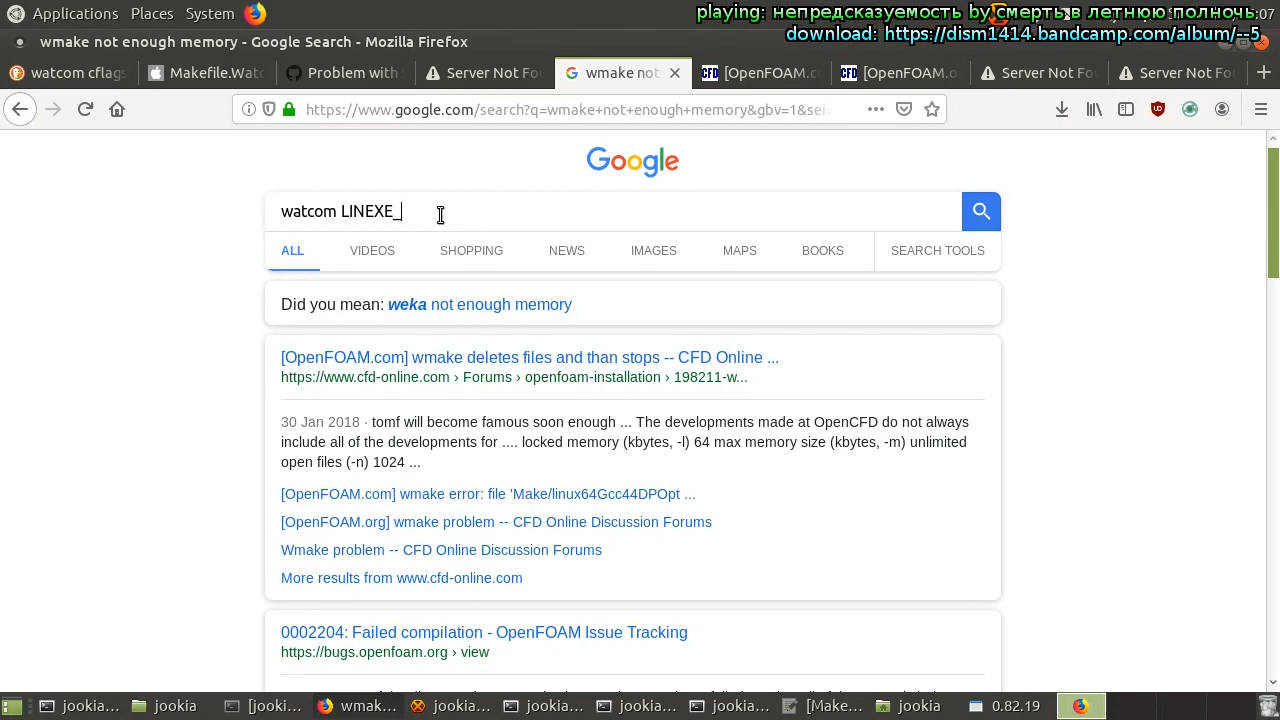 Applications Places System
playing: непредсказуемость by смерть в летнюю полночь
:07
download: https://dism1414.bandcamp.com/album/--5
wmake not enough memory - Google Search - Mozilla Firefox
watcom cflags
Makefile.Watc
Problem with
Server Not Fou
wmake not
CFD [OpenFOAM.c
CFD [OpenFOAM.o
Server Not Fo
Server Not Fo
https://www.google.com/search?q=wmake+not+enough+memory&gbv=1&sei=
Google
watcom LINEXE_
ALL VIDEOS SHOPPING NEWS IMAGES MAPS BOOKS SEARCH TOOLS
Did you mean: weka not enough memory
[OpenFOAM.com] wmake deletes files and than stops -- CFD Online ...
https://www.cfd-online.com › Forums › openfoam-installation › 198211-w...
30 Jan 2018 · tomf will become famous soon enough ... The developments made at OpenCFD do not always
include all of the developments for .... locked memory (kbytes, -l) 64 max memory size (kbytes, -m) unlimited
open files (-n) 1024 ...
[OpenFOAM.com] wmake error: file 'Make/linux64Gcc44DPOpt ...
[OpenFOAM.org] wmake problem -- CFD Online Discussion Forums
Wmake problem -- CFD Online Discussion Forums
More results from www.cfd-online.com
0002204: Failed compilation - OpenFOAM Issue Tracking
https://bugs.openfoam.org › view
jookia... jookia [jooki... wmak... jookia... jookia... jookia... jookia... [Make... jookia 0.82.19